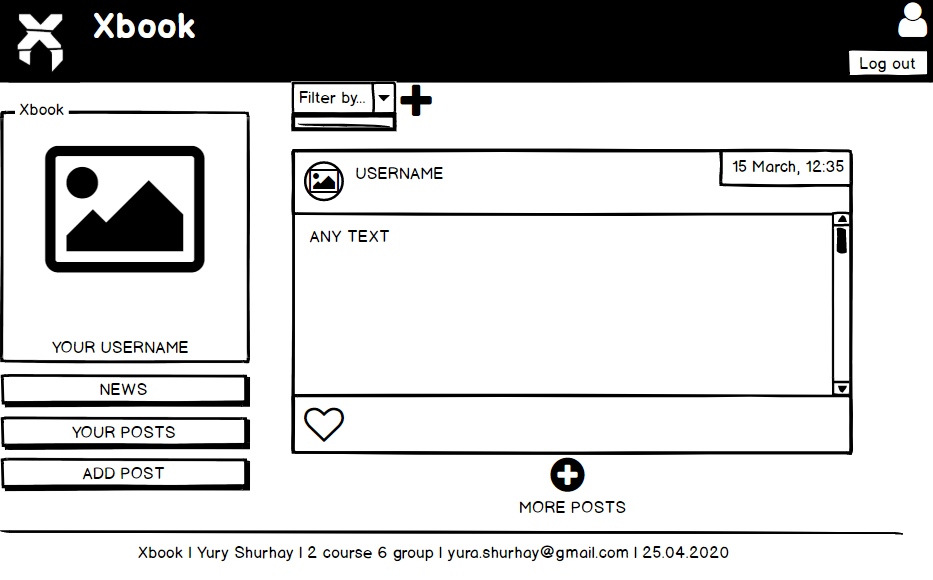 Xbook
Log out
Xbook
YOUR USERNAME
NEWS
YOUR POSTS
ADD POST
Filter by...
USERNAME
15 March, 12:35
ANY TEXT
MORE POSTS
Xbook | Yury Shurhay | 2 course 6 group | yura.shurhay@gmail.com | 25.04.2020